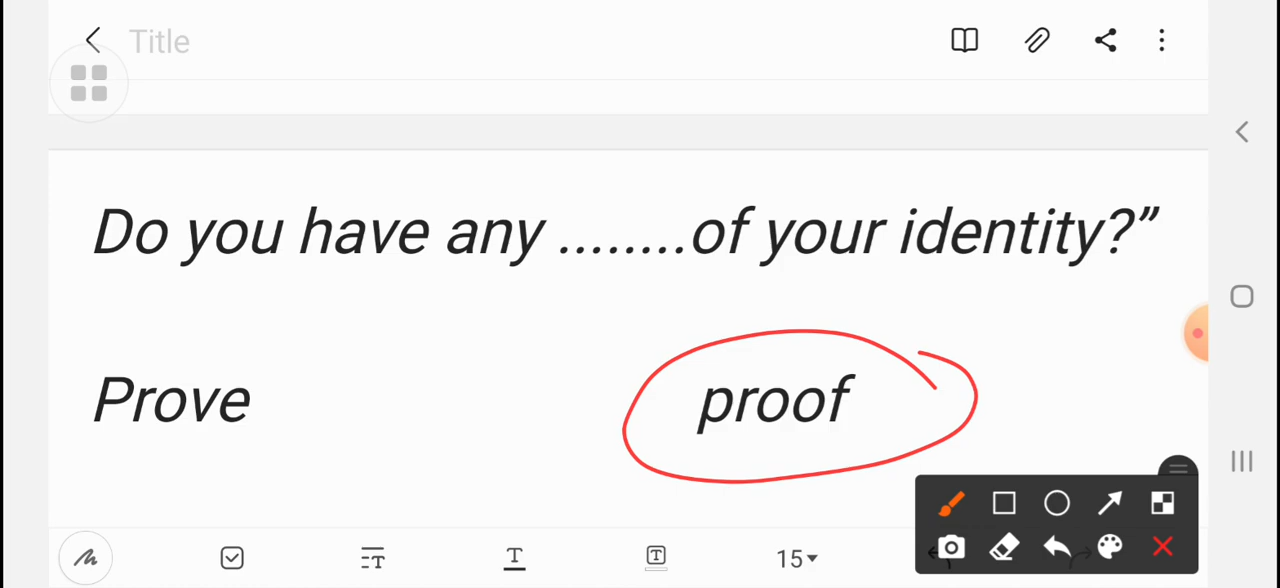 Title
Do you have any ........of your identity?”
Prove proof
15